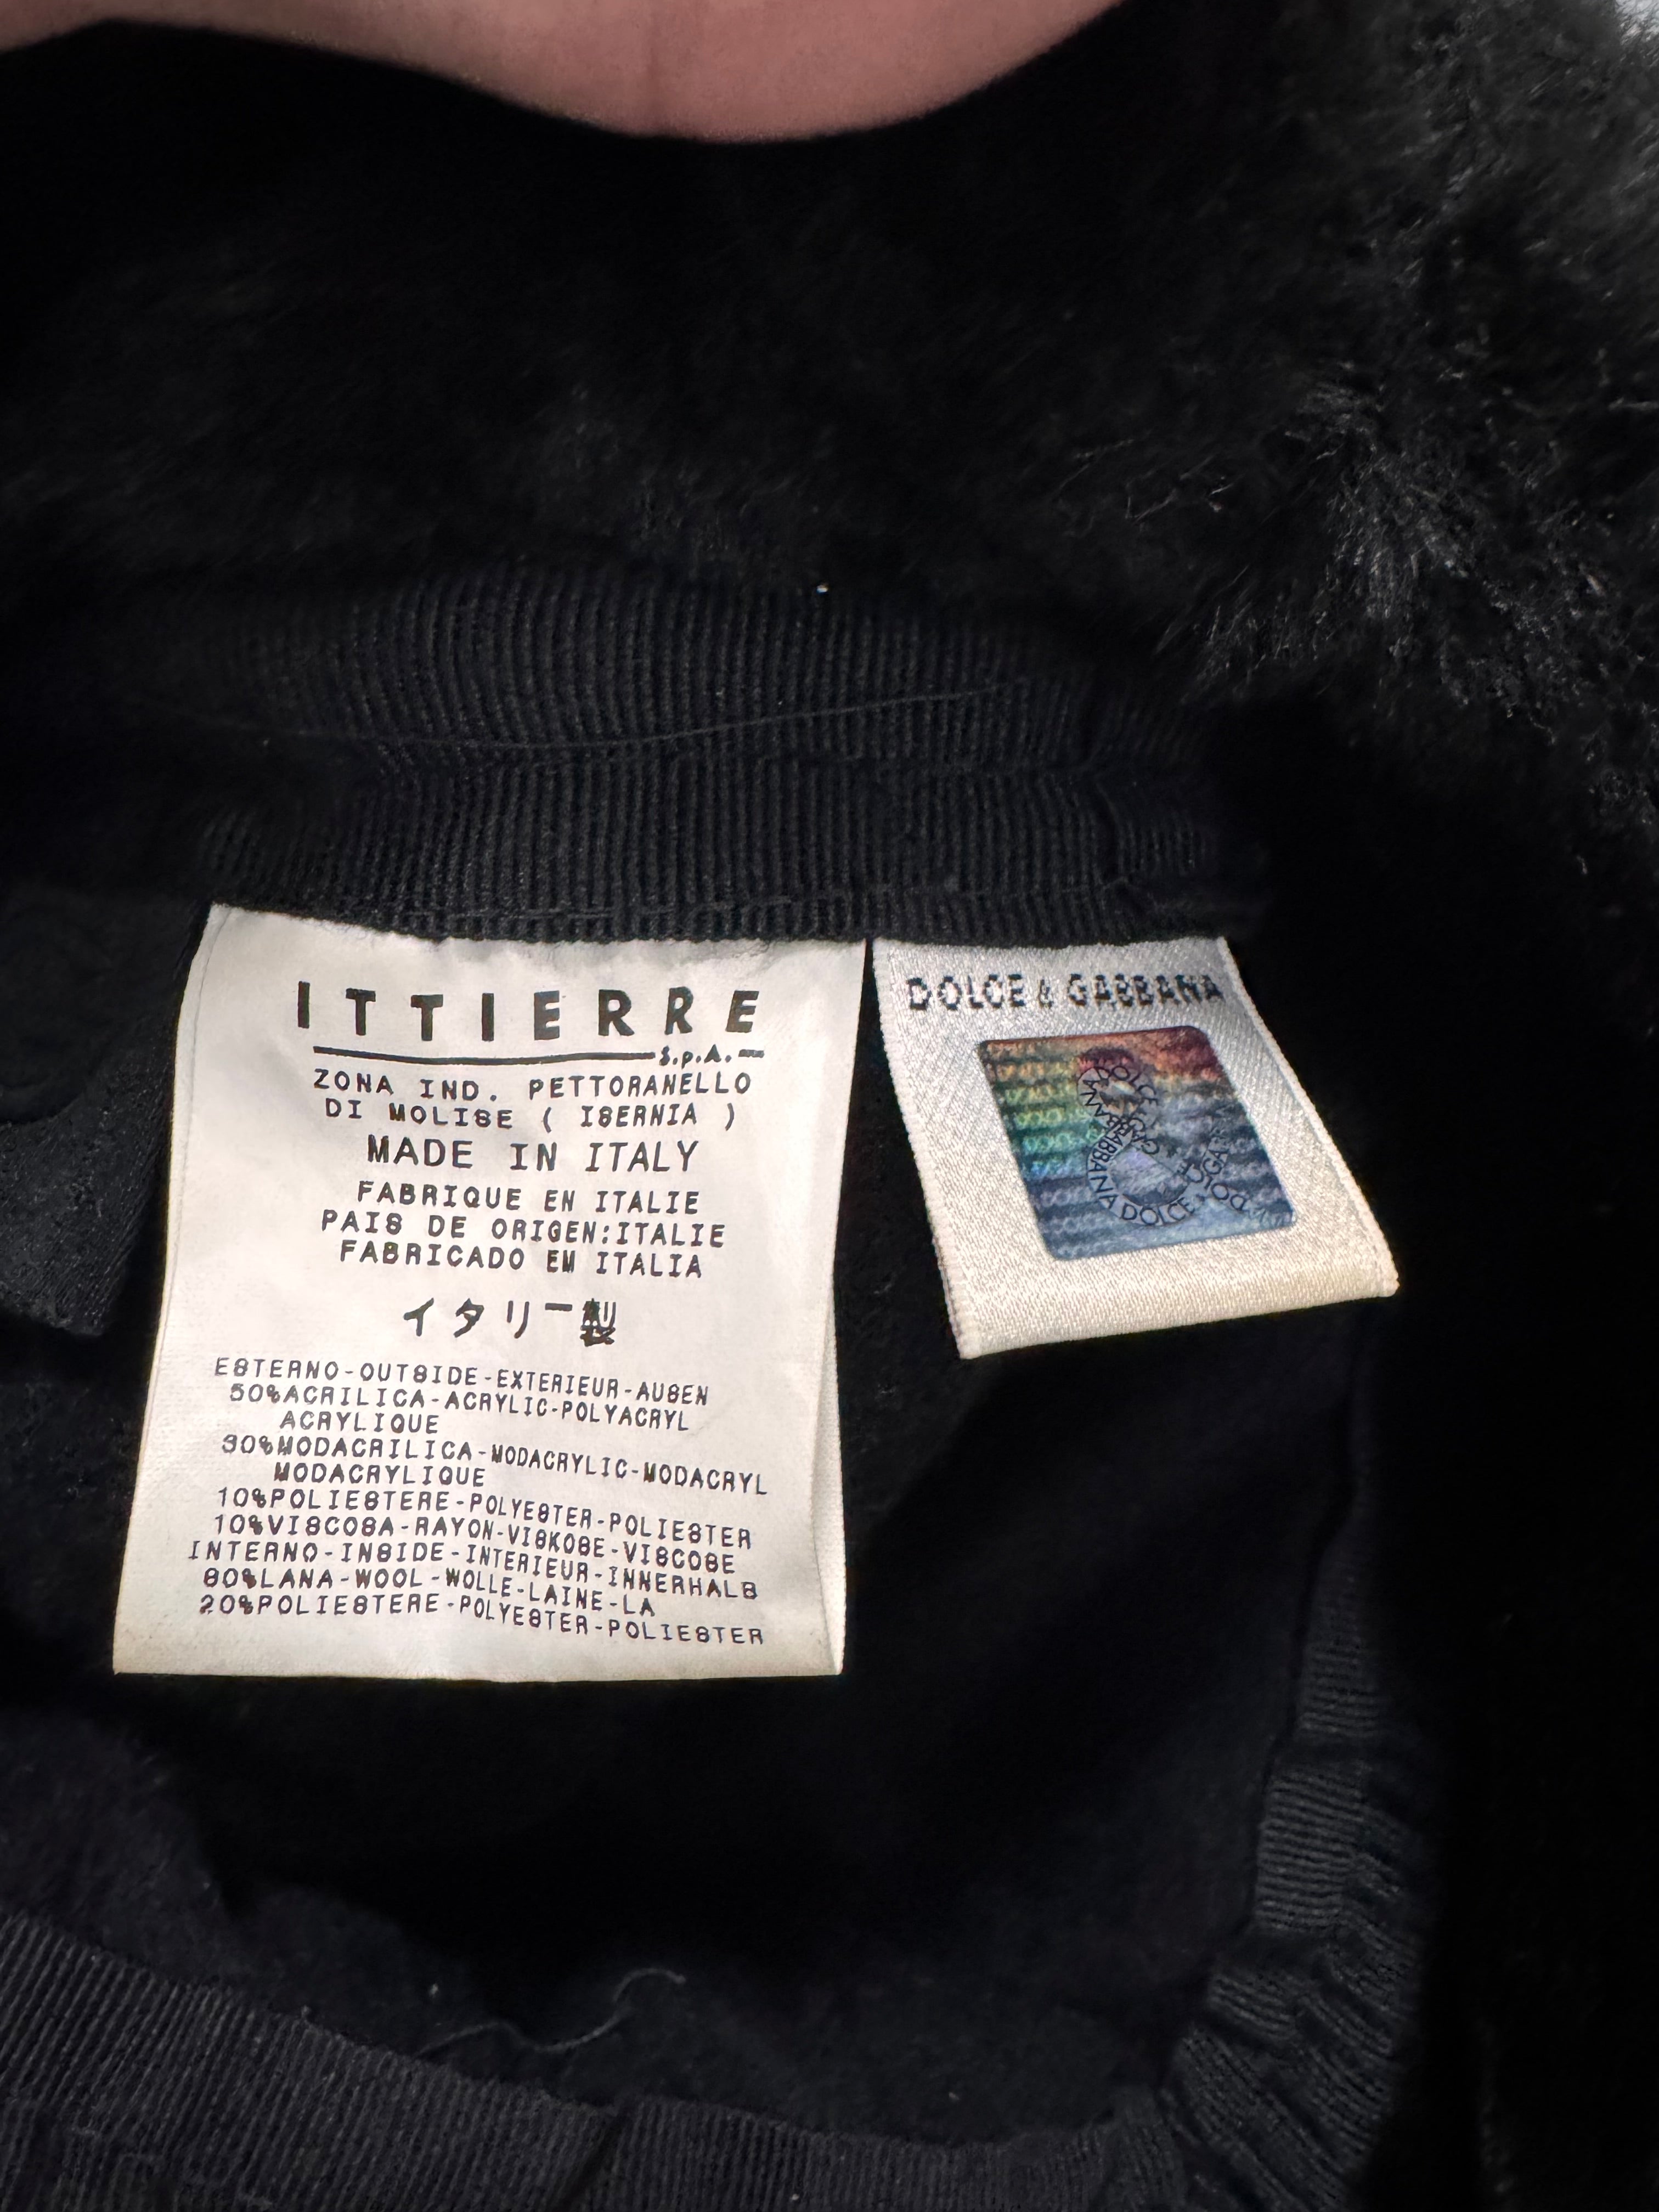 ITTIERRE
S.p.A.
ZONA IND. PETTORANELLO
DI MOLISE ( ISERNIA )
MADE IN ITALY
FABRIQUE EN ITALIE
PAIS DE ORIGEN:ITALIE
FABRICADO EM ITALIA
イタリー製
ESTERNO-OUTSIDE-EXTERIEUR-AUSEN
50%ACRILICA-ACRYLIC-POLYACRYL
ACRYLIQUE
30%MODACRILICA-MODACRYLIC-MODACRYL
MODACRYLIQUE
10%POLIESTERE-POLYESTER-POLIESTER
10%VISCOSA-RAYON-VISKOSE-VISCOSE
INTERNO-INSIDE-INTERIEUR-INNERHALB
80%LANA-WOOL-WOLLE-LAINE-LA
20%POLIESTERE-POLYESTER-POLIESTER
DOLCE & GABBANA